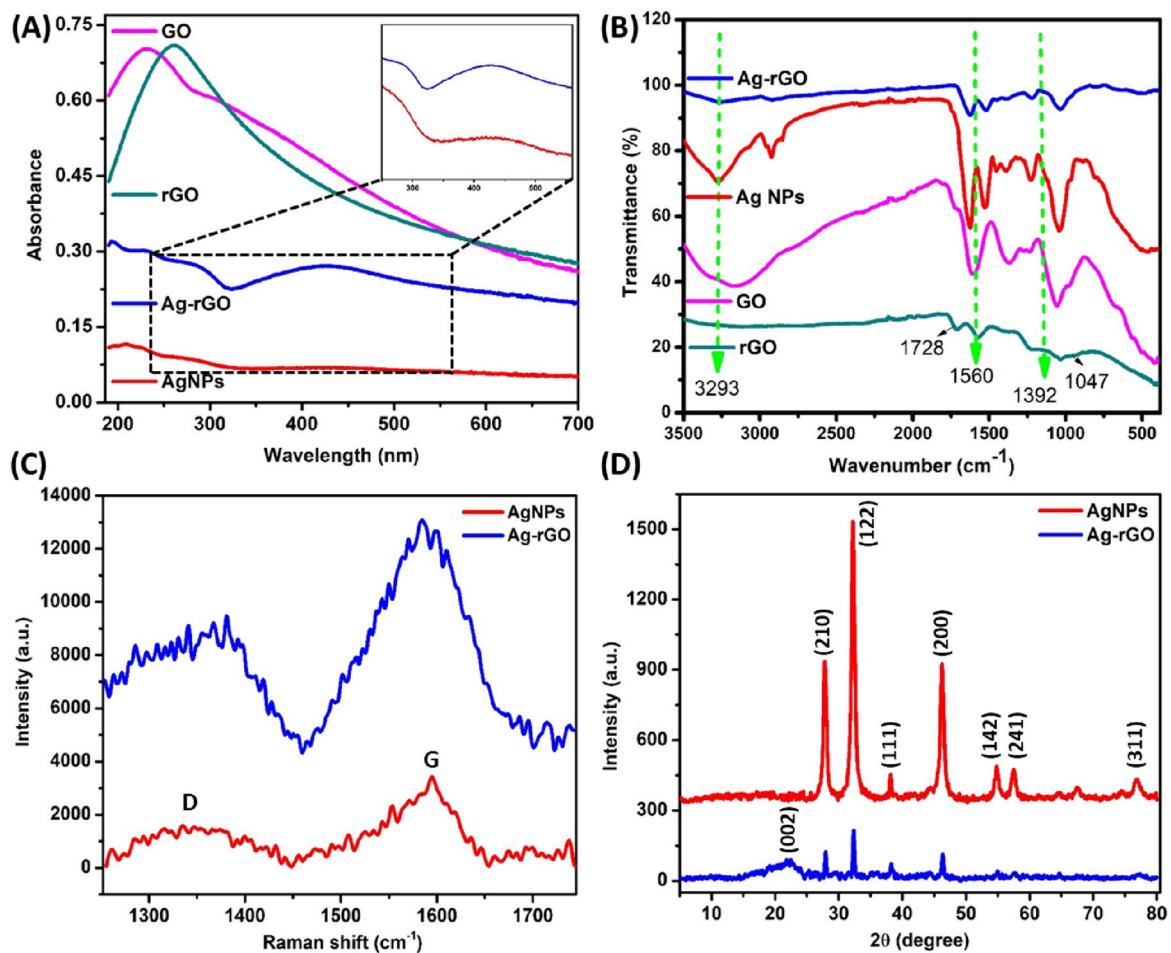 (A)
0.75
0.60
0.45
0.30
0.15
0.00
Absorbance
GO
rGO
Ag-rGO
AgNPs
300 400 500
200 300 400 500 600 700
Wavelength (nm)
(B)
120
100
80
60
40
20
0
Transmittance (%)
Ag-rGO
Ag NPs
GO
rGO
1728
3293
1560
1392
1047
3500 3000 2500 2000 1500 1000 500
Wavenumber (cm⁻¹)
(C)
14000
12000
10000
8000
6000
4000
2000
0
Intensity (a.u.)
AgNPs
Ag-rGO
G
D
1300 1400 1500 1600 1700
Raman shift (cm⁻¹)
(D)
1500
1200
900
600
300
0
Intensity (a.u.)
AgNPs
Ag-rGO
(210)
(122)
(111)
(200)
(142)
(241)
(311)
(002)
10 20 30 40 50 60 70 80
2θ (degree)